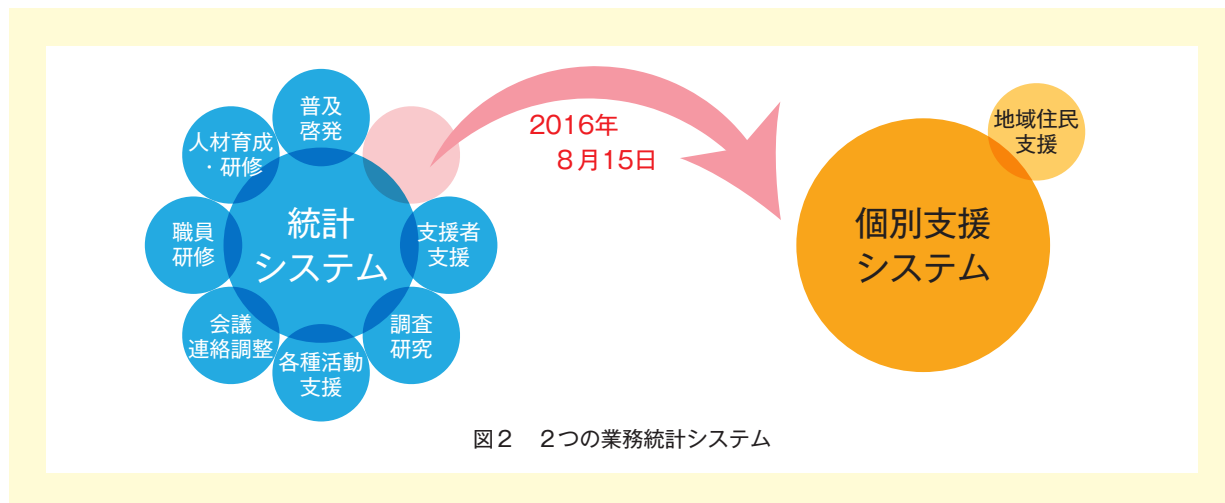 普及
啓発
人材育成
・研修
職員
研修
会議
連絡調整
各種活動
支援
調査
研究
支援者
支援
統計
システム
2016年
8月15日
地域住民
支援
個別支援
システム
図2　2つの業務統計システム